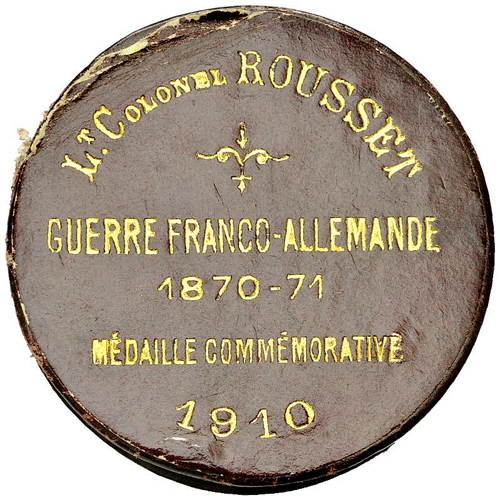 Lᵀ. COLONEL ROUSSET
GUERRE FRANCO-ALLEMANDE
1870-71
MÉDAILLE COMMÉMORATIVE
1910